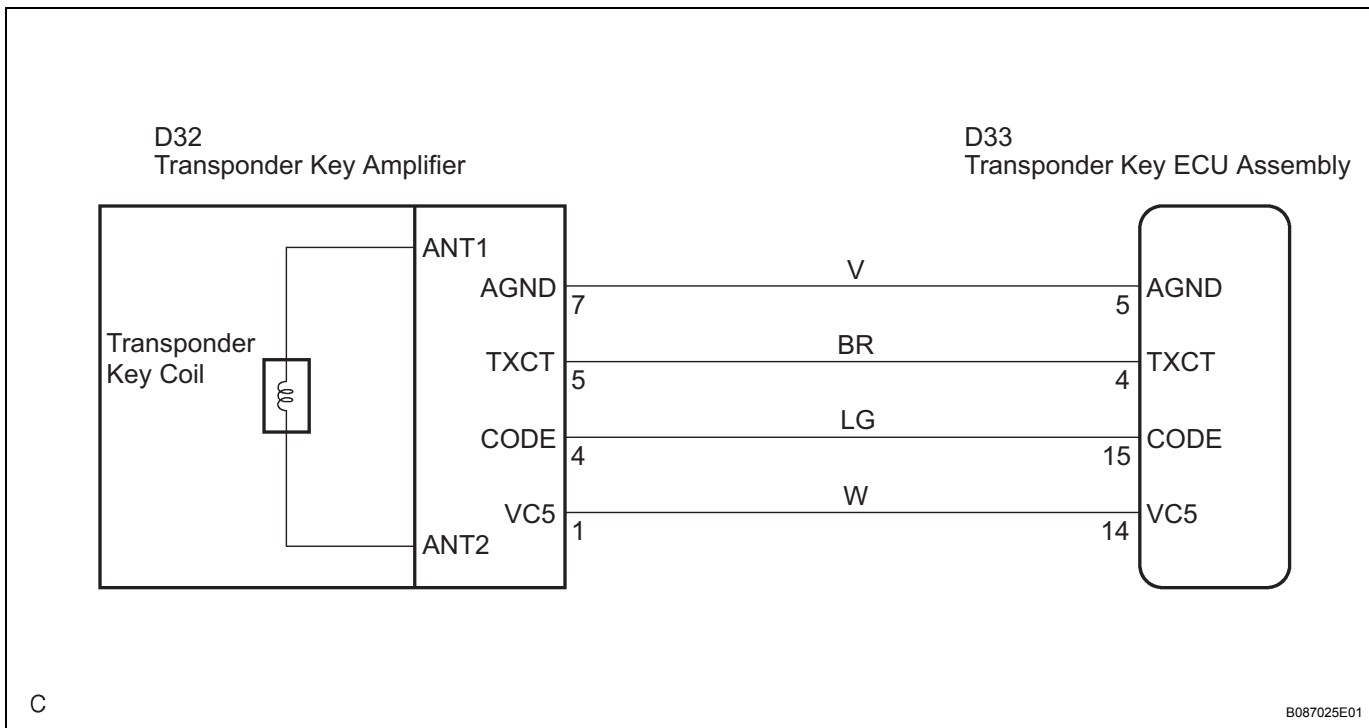 D32
Transponder Key Amplifier
D33
Transponder Key ECU Assembly
ANT1
Transponder
Key Coil
ANT2
AGND
7
V
5
AGND
TXCT
5
BR
4
TXCT
CODE
4
LG
15
CODE
VC5
1
W
14
VC5
C
B087025E01